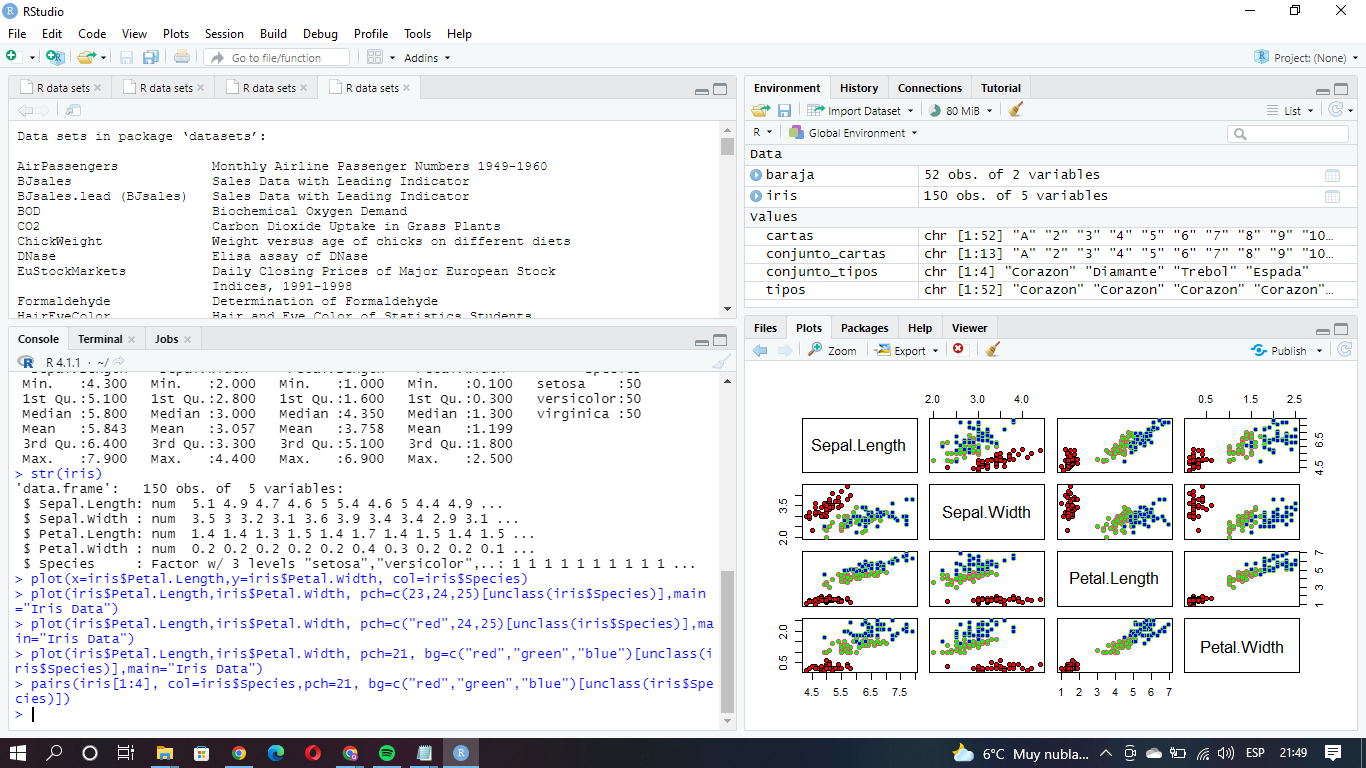 RStudio
File Edit Code View Plots Session Build Debug Profile Tools Help
Go to file/function Addins Project: (None)
R data sets R data sets R data sets R data sets
Data sets in package ‘datasets’:
AirPassengers Monthly Airline Passenger Numbers 1949-1960
BJsales Sales Data with Leading Indicator
BJsales.lead (BJsales) Sales Data with Leading Indicator
BOD Biochemical Oxygen Demand
CO2 Carbon Dioxide Uptake in Grass Plants
ChickWeight Weight versus age of chicks on different diets
DNase Elisa assay of DNase
EuStockMarkets Daily Closing Prices of Major European Stock
Indices, 1991-1998
Formaldehyde Determination of Formaldehyde
HairEyeColor Hair and Eye Color of Statistics Students
Console Terminal Jobs
R 4.1.1 · ~/
Min. :4.300 Min. :2.000 Min. :1.000 Min. :0.100 setosa :50
1st Qu.:5.100 1st Qu.:2.800 1st Qu.:1.600 1st Qu.:0.300 versicolor:50
Median :5.800 Median :3.000 Median :4.350 Median :1.300 virginica :50
Mean :5.843 Mean :3.057 Mean :3.758 Mean :1.199
3rd Qu.:6.400 3rd Qu.:3.300 3rd Qu.:5.100 3rd Qu.:1.800
Max. :7.900 Max. :4.400 Max. :6.900 Max. :2.500
> str(iris)
'data.frame': 150 obs. of 5 variables:
$ Sepal.Length: num 5.1 4.9 4.7 4.6 5 5.4 4.6 5 4.4 4.9 ...
$ Sepal.Width : num 3.5 3 3.2 3.1 3.6 3.9 3.4 3.4 2.9 3.1 ...
$ Petal.Length: num 1.4 1.4 1.3 1.5 1.4 1.7 1.4 1.5 1.4 1.5 ...
$ Petal.Width : num 0.2 0.2 0.2 0.2 0.2 0.4 0.3 0.2 0.2 0.1 ...
$ Species : Factor w/ 3 levels "setosa","versicolor",..: 1 1 1 1 1 1 1 1 1 1 ...
> plot(x=iris$Petal.Length,y=iris$Petal.Width, col=iris$Species)
> plot(iris$Petal.Length,iris$Petal.Width, pch=c(23,24,25)[unclass(iris$Species)],main
="Iris Data")
> plot(iris$Petal.Length,iris$Petal.Width, pch=c("red",24,25)[unclass(iris$Species)],ma
in="Iris Data")
> plot(iris$Petal.Length,iris$Petal.Width, pch=21, bg=c("red","green","blue")[unclass(i
ris$Species)],main="Iris Data")
> pairs(iris[1:4], col=iris$Species,pch=21, bg=c("red","green","blue")[unclass(iris$Spe
cies)])
>
Environment History Connections Tutorial
Import Dataset 80 MiB List
R Global Environment
Data
baraja 52 obs. of 2 variables
iris 150 obs. of 5 variables
Values
cartas chr [1:52] "A" "2" "3" "4" "5" "6" "7" "8" "9" "10…
conjunto_cartas chr [1:13] "A" "2" "3" "4" "5" "6" "7" "8" "9" "10…
conjunto_tipos chr [1:4] "Corazon" "Diamante" "Trebol" "Espada"
tipos chr [1:52] "Corazon" "Corazon" "Corazon" "Corazon"…
Files Plots Packages Help Viewer
Zoom Export Publish
2.0 3.0 4.0 0.5 1.5 2.5
Sepal.Length 4.5 6.5
2.0 3.5 Sepal.Width
Petal.Length 1 3 5 7
0.5 2.0 Petal.Width
4.5 5.5 6.5 7.5 1 2 3 4 5 6 7
6°C Muy nubla... ESP 21:49